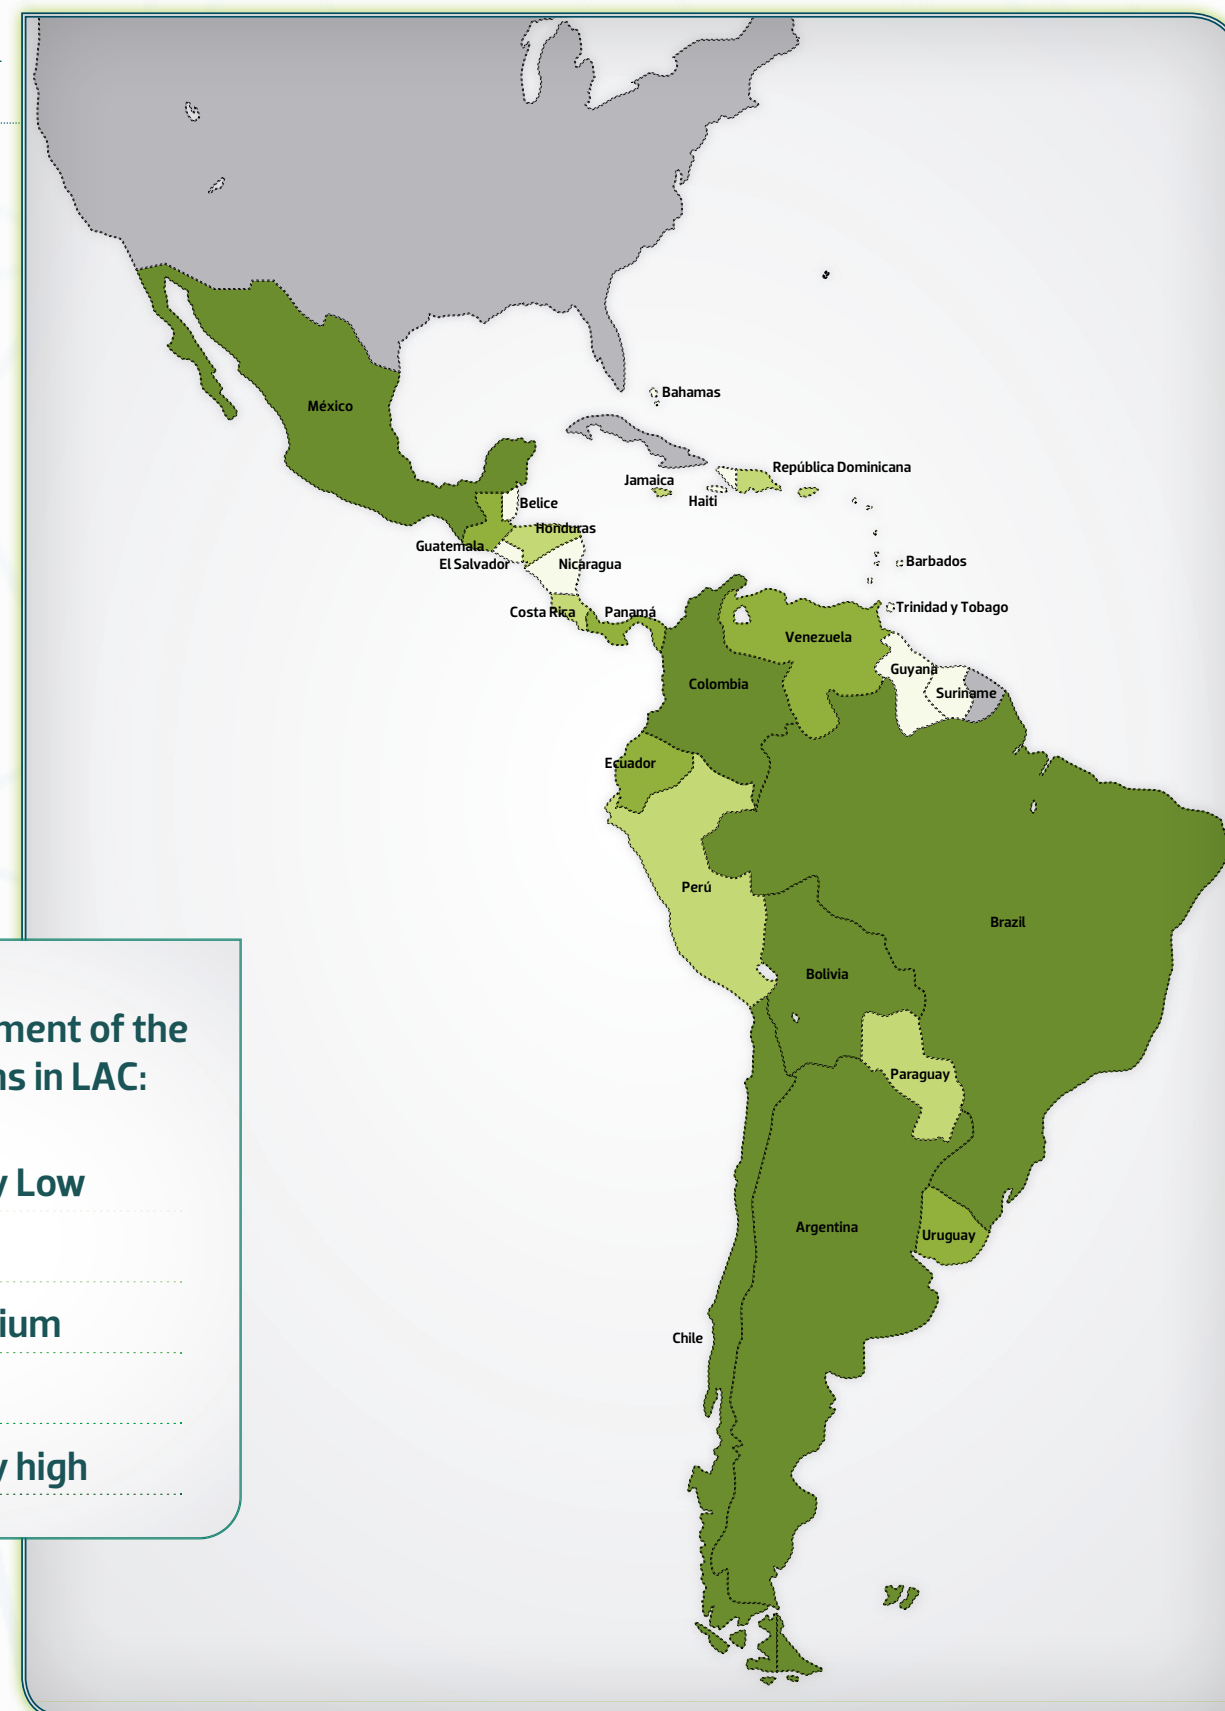 México
Bahamas
República Dominicana
Jamaica
Haiti
Belice
Honduras
Guatemala
El Salvador
Nicaragua
Barbados
Costa Rica
Panamá
Trinidad y Tobago
Venezuela
Guyana
Colombia
Suriname
Ecuador
Perú
Brazil
Bolivia
ment of the
ns in LAC:
Paraguay
y Low
Argentina
Uruguay
ium
Chile
y high